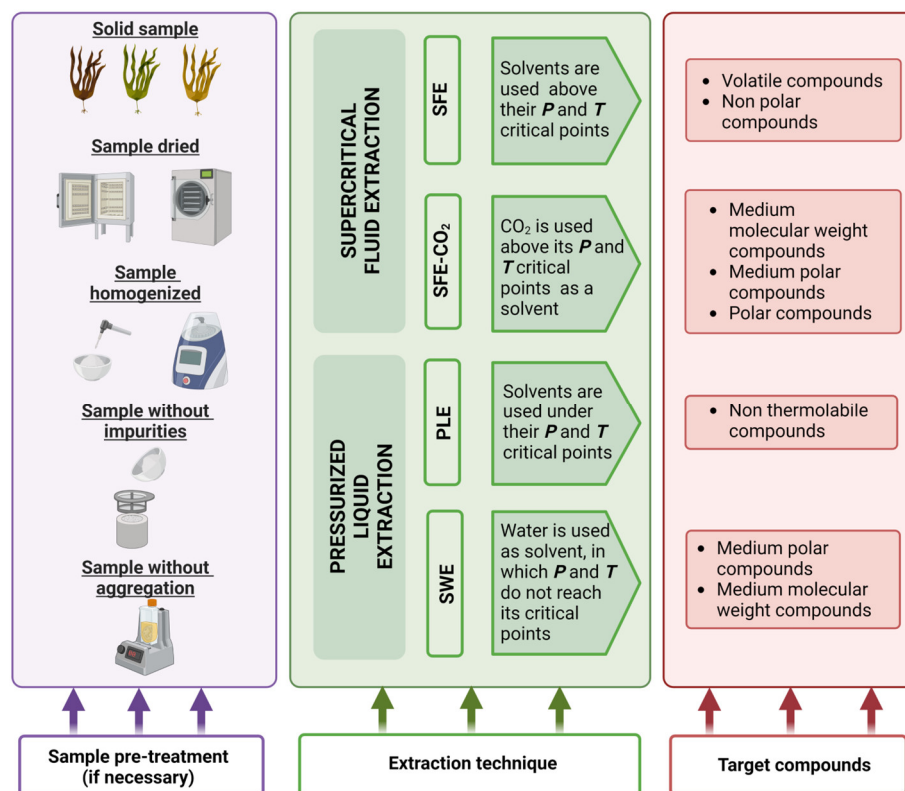 Solid sample
Sample dried
Sample
homogenized
Sample without
impurities
Sample without
aggregation
Sample pre-treatment
(if necessary)
SUPERCRITICAL
FLUID EXTRACTION
SFE
Solvents are
used above
their P and T
critical points
SFE-CO₂
CO₂ is used
above its P and
T critical
points as a
solvent
PRESSURIZED
LIQUID
EXTRACTION
PLE
Solvents are
used under
their P and T
critical points
SWE
Water is used
as solvent, in
which P and T
do not reach
its critical
points
Extraction technique
• Volatile compounds
• Non polar
compounds
• Medium
molecular weight
compounds
• Medium polar
compounds
• Polar compounds
• Non thermolabile
compounds
• Medium polar
compounds
• Medium molecular
weight compounds
Target compounds